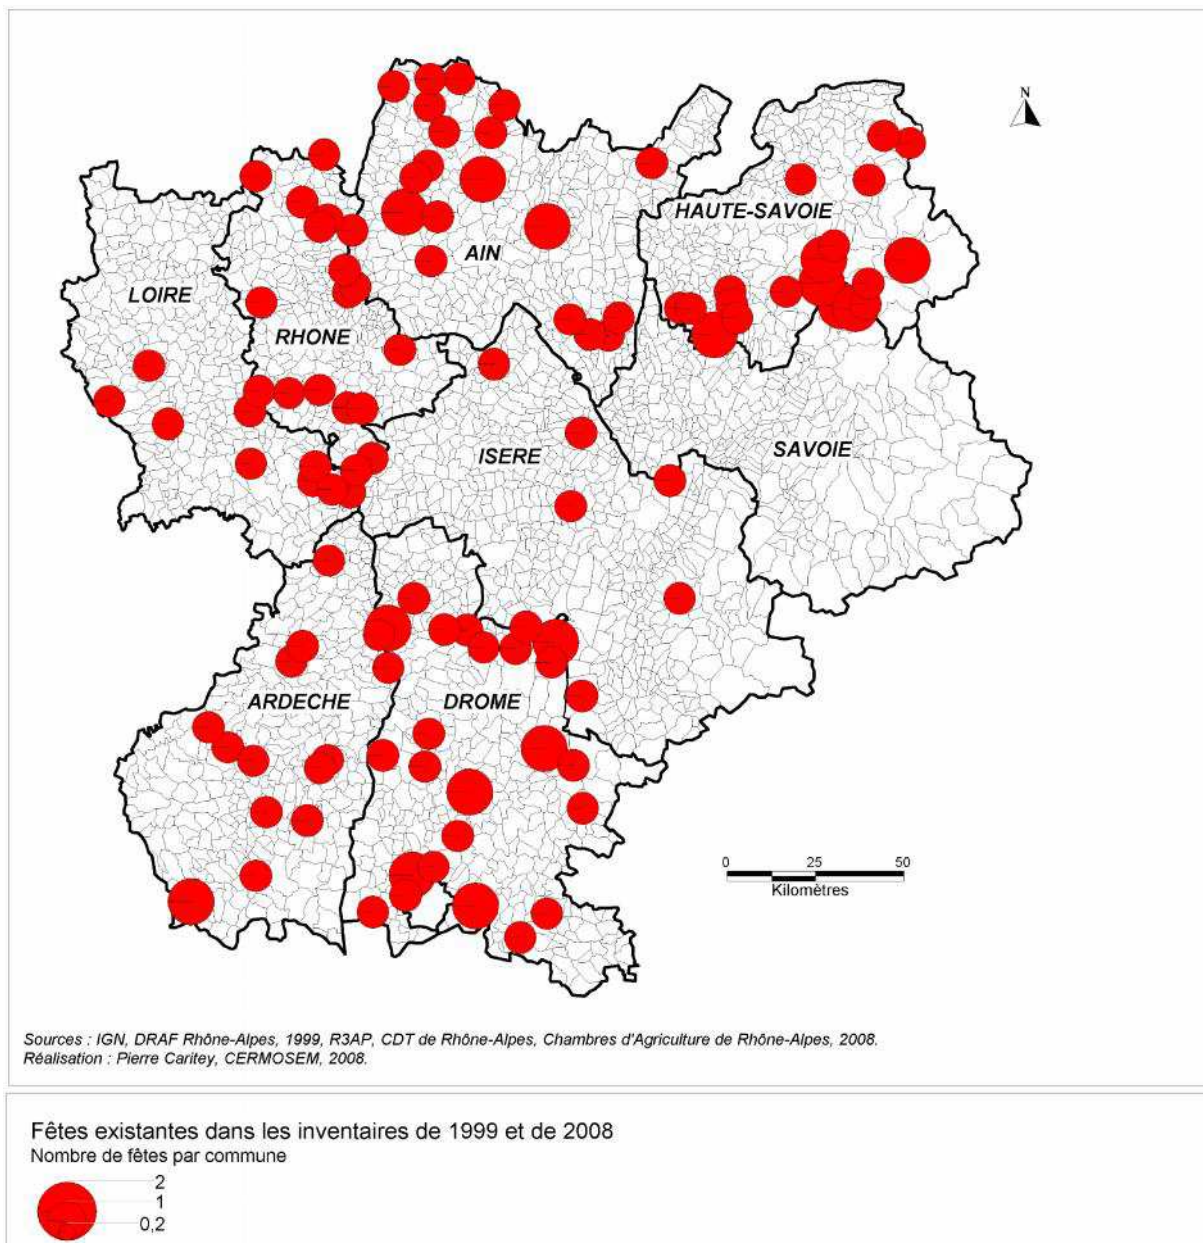 N
HAUTE-SAVOIE
AIN
LOIRE
RHONE
ISERE
SAVOIE
ARDECHE
DROME
0 25 50
Kilomètres
Sources : IGN, DRAF Rhône-Alpes, 1999, R3AP, CDT de Rhône-Alpes, Chambres d'Agriculture de Rhône-Alpes, 2008.
Réalisation : Pierre Caritey, CERMOSEM, 2008.
Fêtes existantes dans les inventaires de 1999 et de 2008
Nombre de fêtes par commune
2
1
0,2